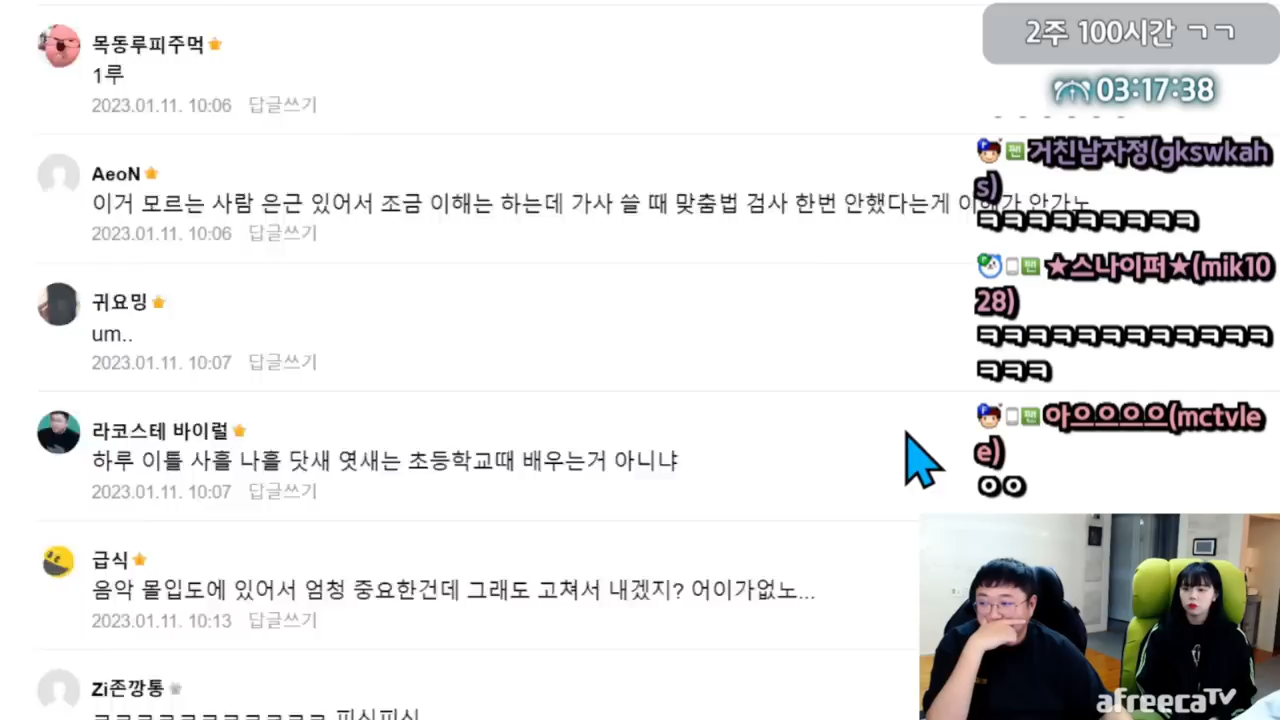 목동루피주먹
1루
2023.01.11. 10:06 답글쓰기
AeoN
이거 모르는 사람 은근 있어서 조금 이해는 하는데 가사 쓸 때 맞춤법 검사 한번 안했다는게 이해가 안가노
2023.01.11. 10:06 답글쓰기
귀요밍
um..
2023.01.11. 10:07 답글쓰기
라코스테 바이럴
하루 이틀 사흘 나흘 닷새 엿새는 초등학교때 배우는거 아니냐
2023.01.11. 10:07 답글쓰기
급식
음악 몰입도에 있어서 엄청 중요한건데 그래도 고쳐서 내겠지? 어이가없노...
2023.01.11. 10:13 답글쓰기
Zi존깡통
2주 100시간 ㄱㄱ
03:17:38
팬 거친남자정(gkswkah
s)
ㅋㅋㅋㅋㅋㅋㅋㅋㅋ
팬 ★스나이퍼★(mik10
28)
ㅋㅋㅋㅋㅋㅋㅋㅋㅋㅋㅋㅋ
ㅋㅋㅋ
팬 아으으으으(mctvle
e)
ㅇㅇ
afreecaTV